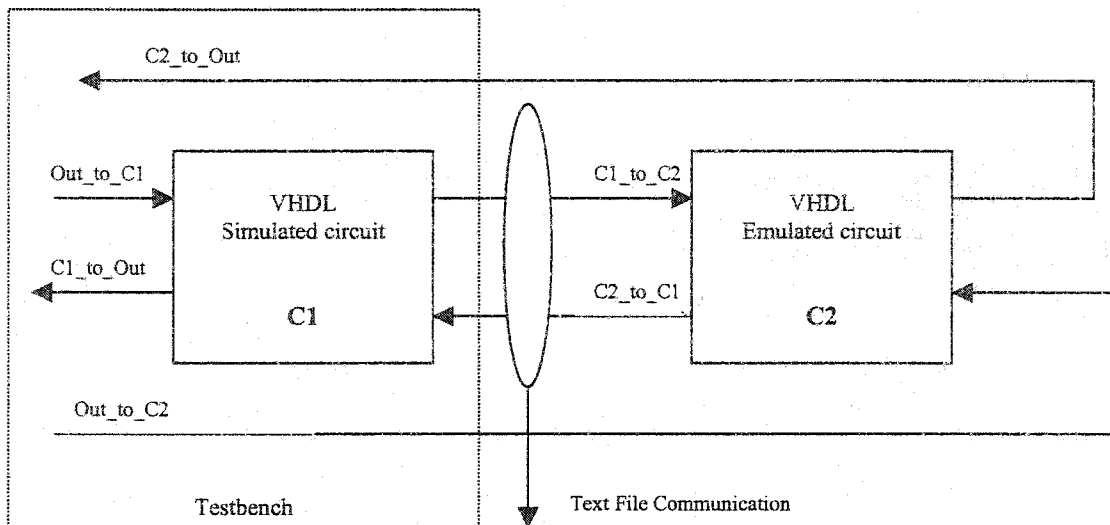 C2_to_Out
Out_to_C1
C1_to_Out
VHDL
Simulated circuit
C1
C1_to_C2
C2_to_C1
VHDL
Emulated circuit
C2
Out_to_C2
Testbench
Text File Communication